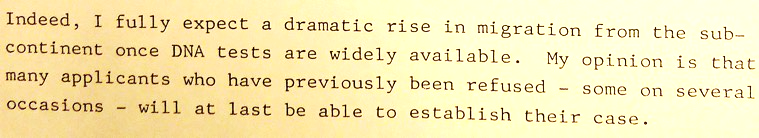 Indeed, I fully expect a dramatic rise in migration from the sub-
continent once DNA tests are widely available.  My opinion is that
many applicants who have previously been refused - some on several
occasions - will at last be able to establish their case.